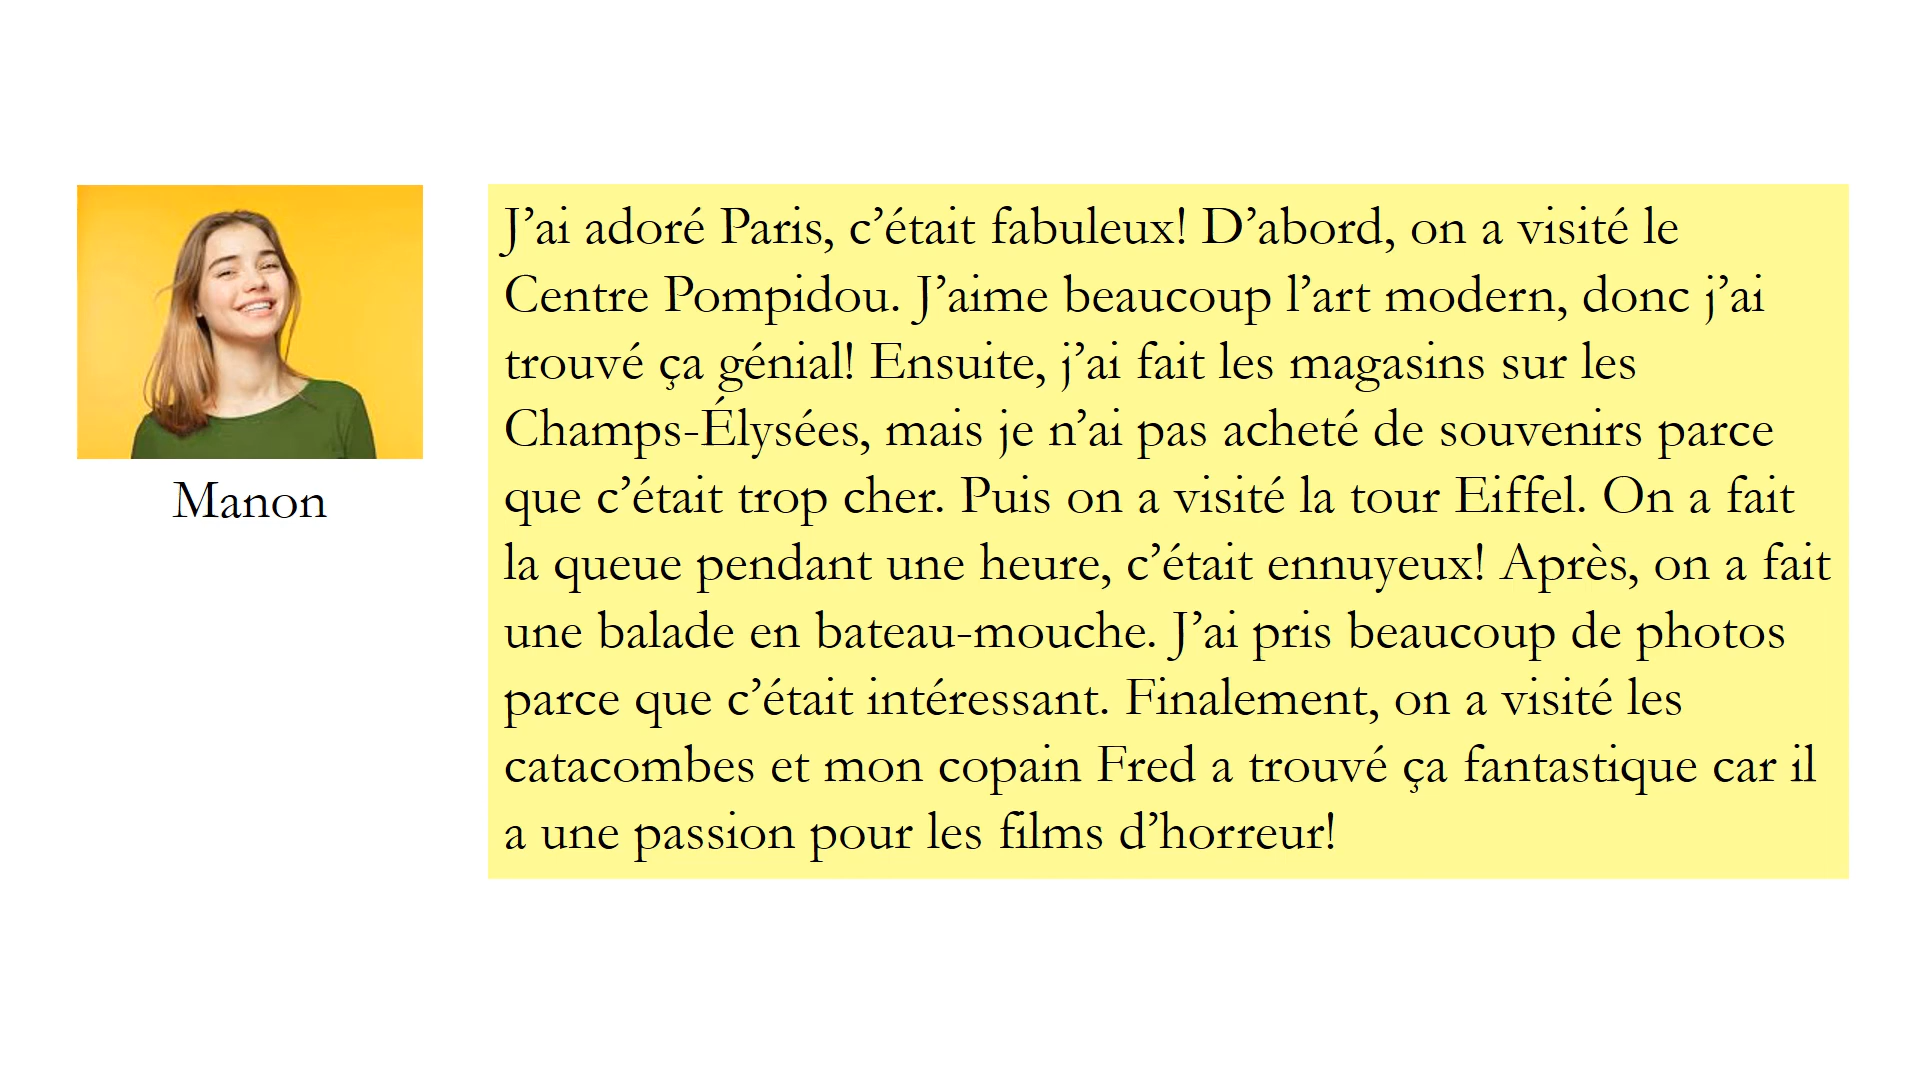 Manon
J’ai adoré Paris, c’était fabuleux! D’abord, on a visité le
Centre Pompidou. J’aime beaucoup l’art modern, donc j’ai
trouvé ça génial! Ensuite, j’ai fait les magasins sur les
Champs-Élysées, mais je n’ai pas acheté de souvenirs parce
que c’était trop cher. Puis on a visité la tour Eiffel. On a fait
la queue pendant une heure, c’était ennuyeux! Après, on a fait
une balade en bateau-mouche. J’ai pris beaucoup de photos
parce que c’était intéressant. Finalement, on a visité les
catacombes et mon copain Fred a trouvé ça fantastique car il
a une passion pour les films d’horreur!